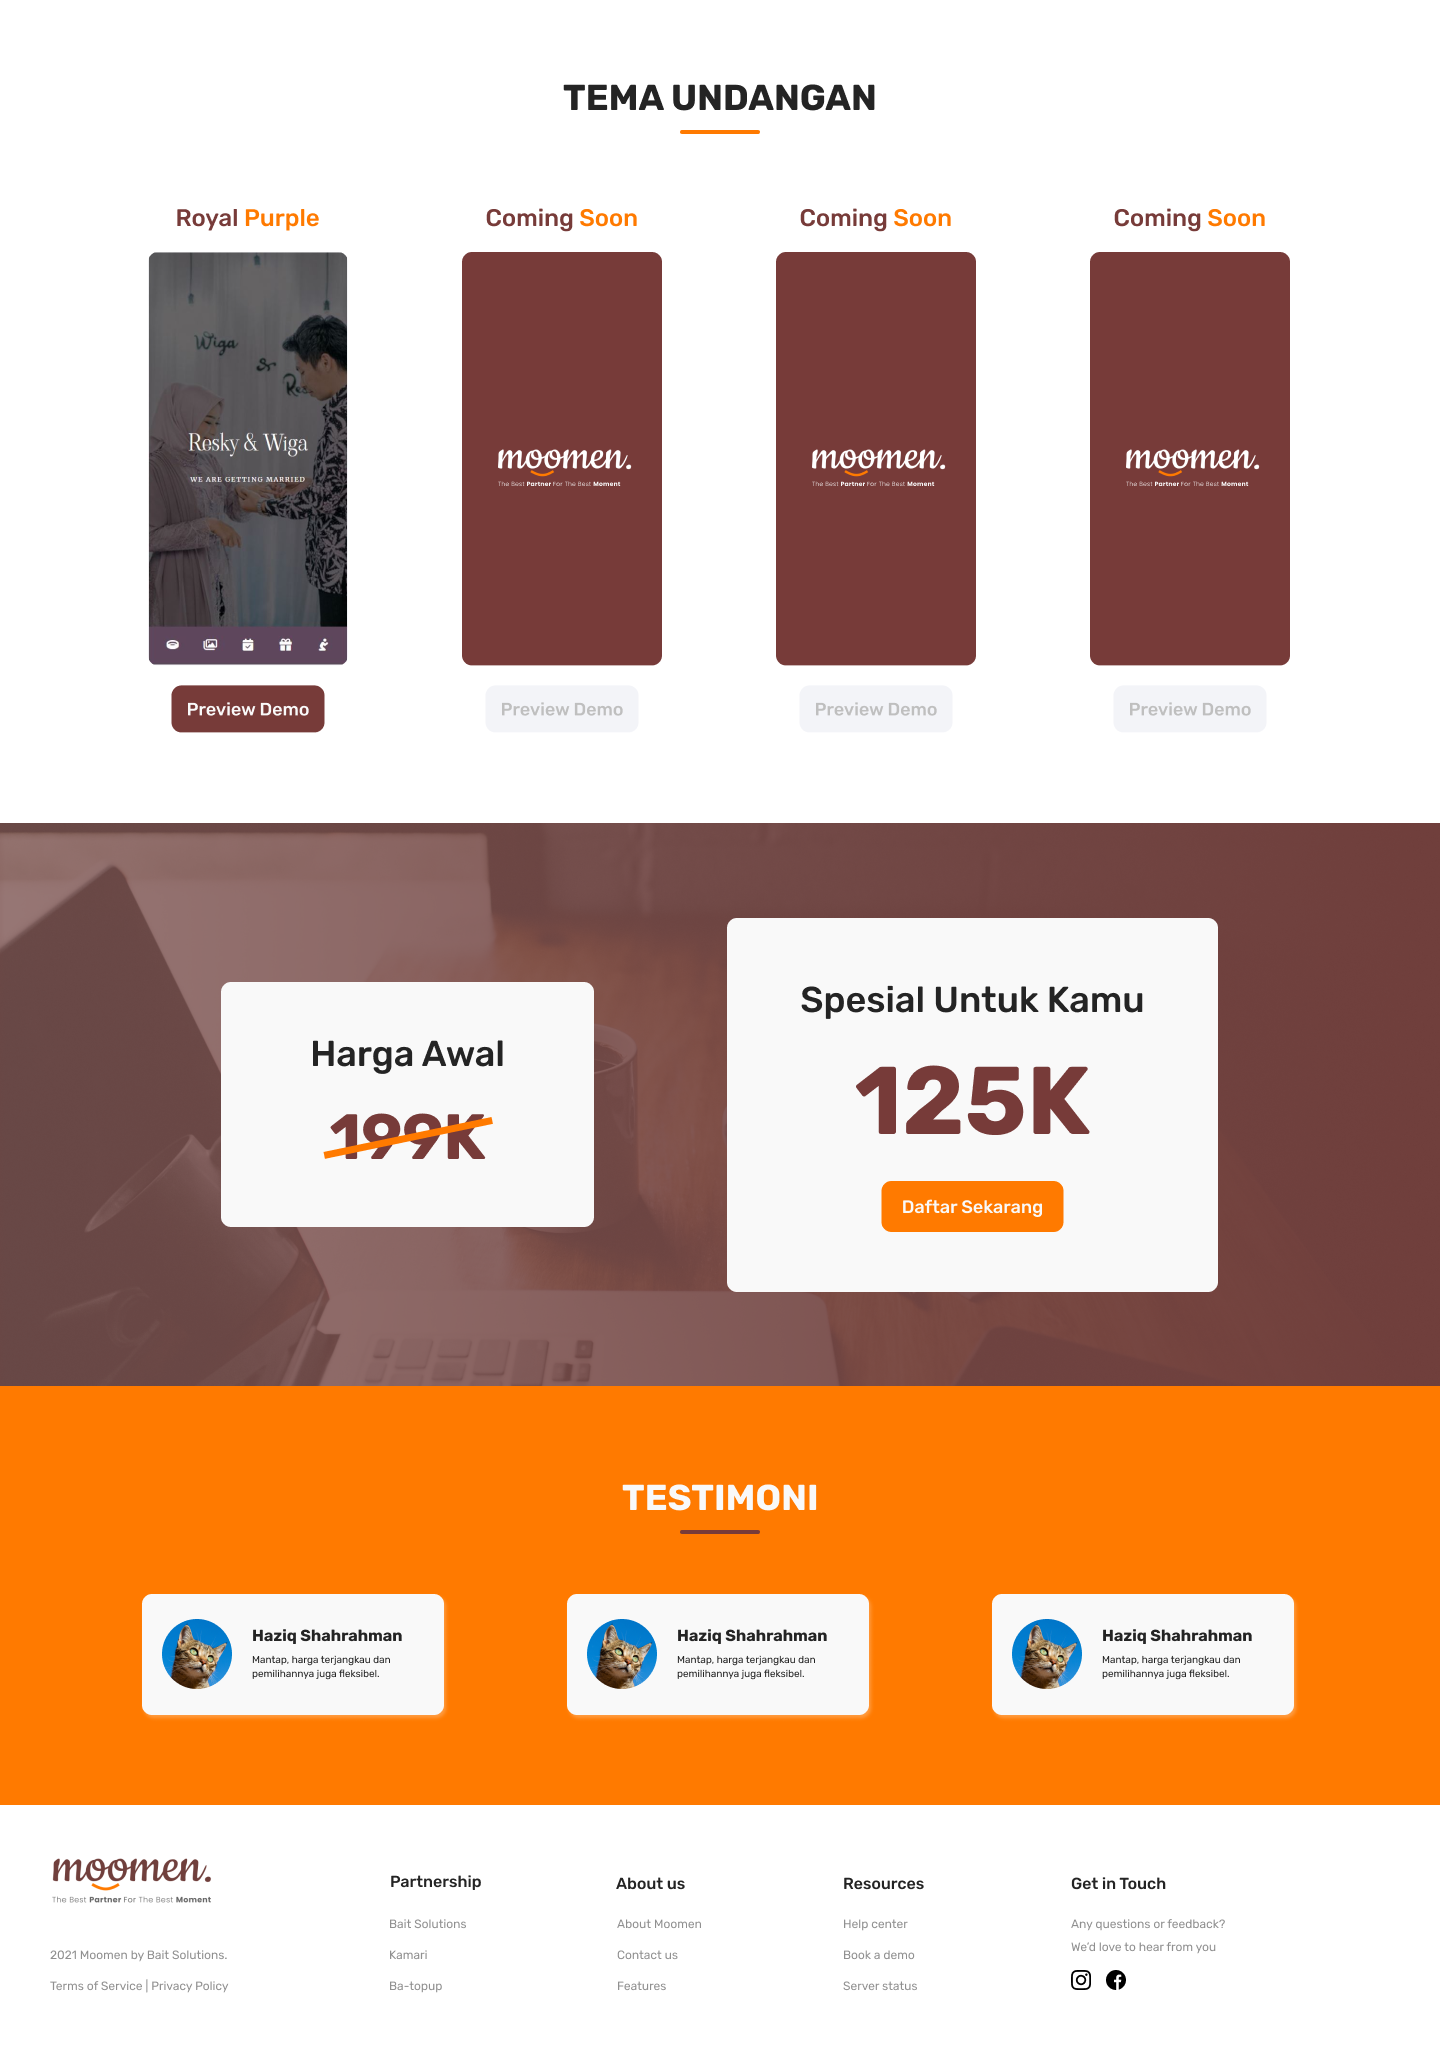 TEMA UNDANGAN
Royal Purple
Coming Soon
Coming Soon
Coming Soon
Wiga
&
Resky & Wiga
WE ARE GETTING MARRIED
moomen.
The Best Partner For The Best Moment
moomen.
The Best Partner For The Best Moment
moomen.
The Best Partner For The Best Moment
Preview Demo
Preview Demo
Preview Demo
Preview Demo
Harga Awal
199K
Spesial Untuk Kamu
125K
Daftar Sekarang
TESTIMONI
Haziq Shahrahman
Mantap, harga terjangkau dan
pemilihannya juga fleksibel.
Haziq Shahrahman
Mantap, harga terjangkau dan
pemilihannya juga fleksibel.
Haziq Shahrahman
Mantap, harga terjangkau dan
pemilihannya juga fleksibel.
moomen.
The Best Partner For The Best Moment
2021 Moomen by Bait Solutions.
Terms of Service | Privacy Policy
Partnership
Bait Solutions
Kamari
Ba-topup
About us
About Moomen
Contact us
Features
Resources
Help center
Book a demo
Server status
Get in Touch
Any questions or feedback?
We'd love to hear from you